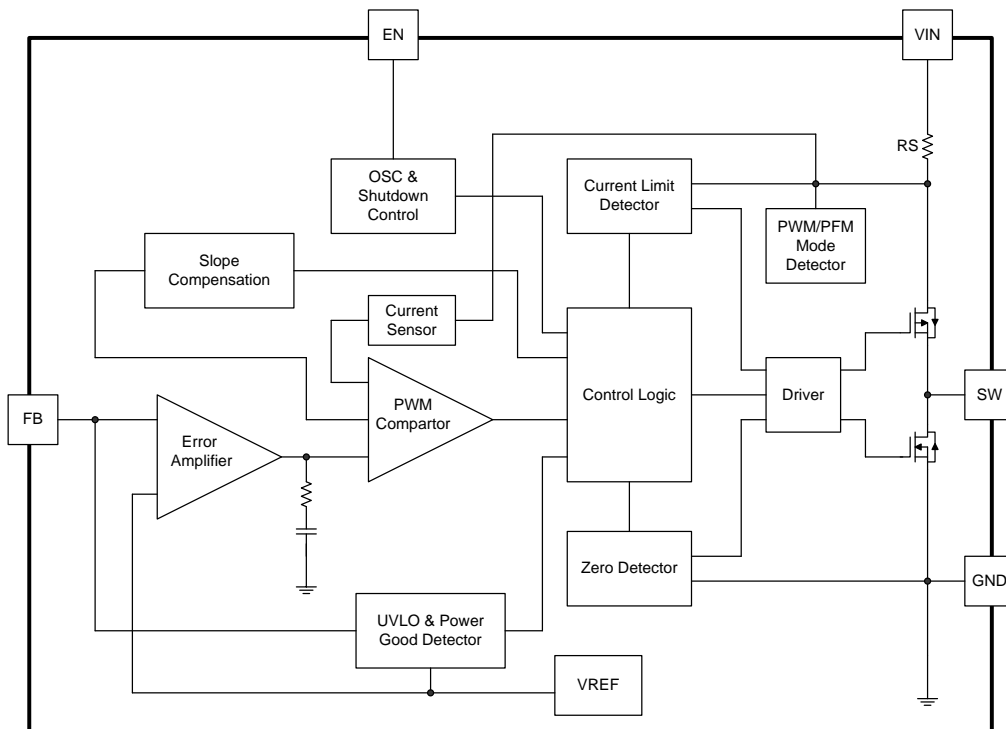 EN
VIN
RS
OSC &
Shutdown
Control
Current Limit
Detector
PWM/PFM
Mode
Detector
Slope
Compensation
Current
Sensor
FB
Error
Amplifier
PWM
Compartor
Control Logic
Driver
SW
Zero Detector
GND
UVLO & Power
Good Detector
VREF